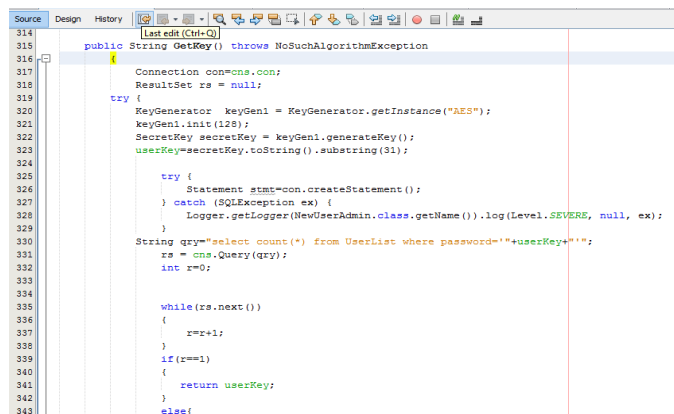 Source Design History
Last edit (Ctrl+Q)
314
315 public String GetKey() throws NoSuchAlgorithmException
316 {
317 Connection con=cns.con;
318 ResultSet rs = null;
319 try {
320 KeyGenerator keyGen1 = KeyGenerator.getInstance("AES");
321 keyGen1.init(128);
322 SecretKey secretKey = keyGen1.generateKey();
323 userKey=secretKey.toString().substring(31);
324
325 try {
326 Statement stmt=con.createStatement();
327 } catch (SQLException ex) {
328 Logger.getLogger(NewUserAdmin.class.getName()).log(Level.SEVERE, null, ex);
329 }
330 String qry="select count(*) from UserList where password='"+userKey+"'";
331 rs = cns.Query(qry);
332 int r=0;
333
334
335 while(rs.next())
336 {
337 r=r+1;
338 }
339 if(r==1)
340 {
341 return userKey;
342 }
343 else{